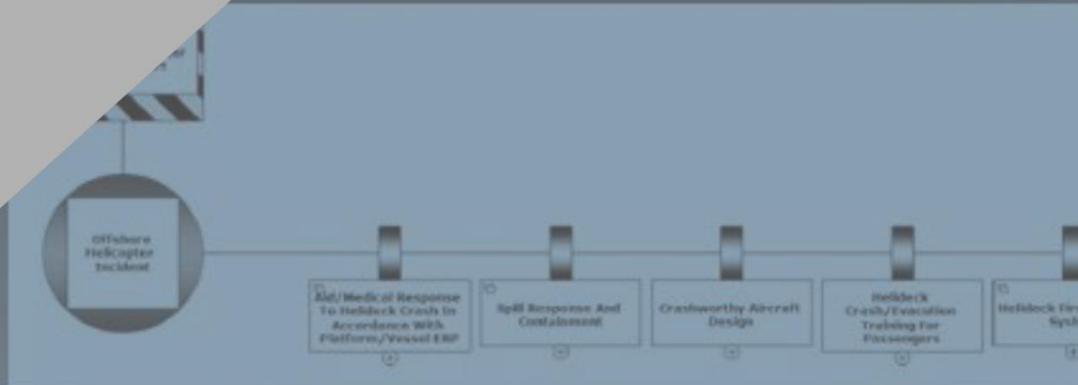 Offshore
Helicopter
Incident
Aid/Medical Response
To Helideck Crash In
Accordance With
Platform/Vessel ERP
Spill Response And
Containment
Crashworthy Aircraft
Design
Helideck
Crash/Evacuation
Training For
Passengers
Helideck